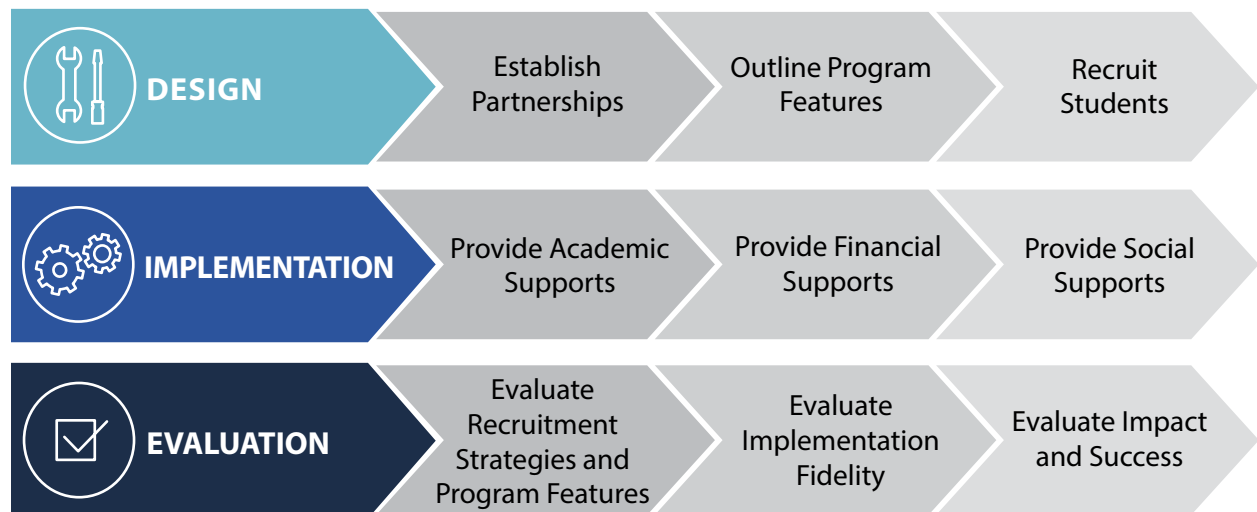 DESIGN
Establish
Partnerships
Outline Program
Features
Recruit
Students
IMPLEMENTATION
Provide Academic
Supports
Provide Financial
Supports
Provide Social
Supports
EVALUATION
Evaluate
Recruitment
Strategies and
Program Features
Evaluate
Implementation
Fidelity
Evaluate Impact
and Success